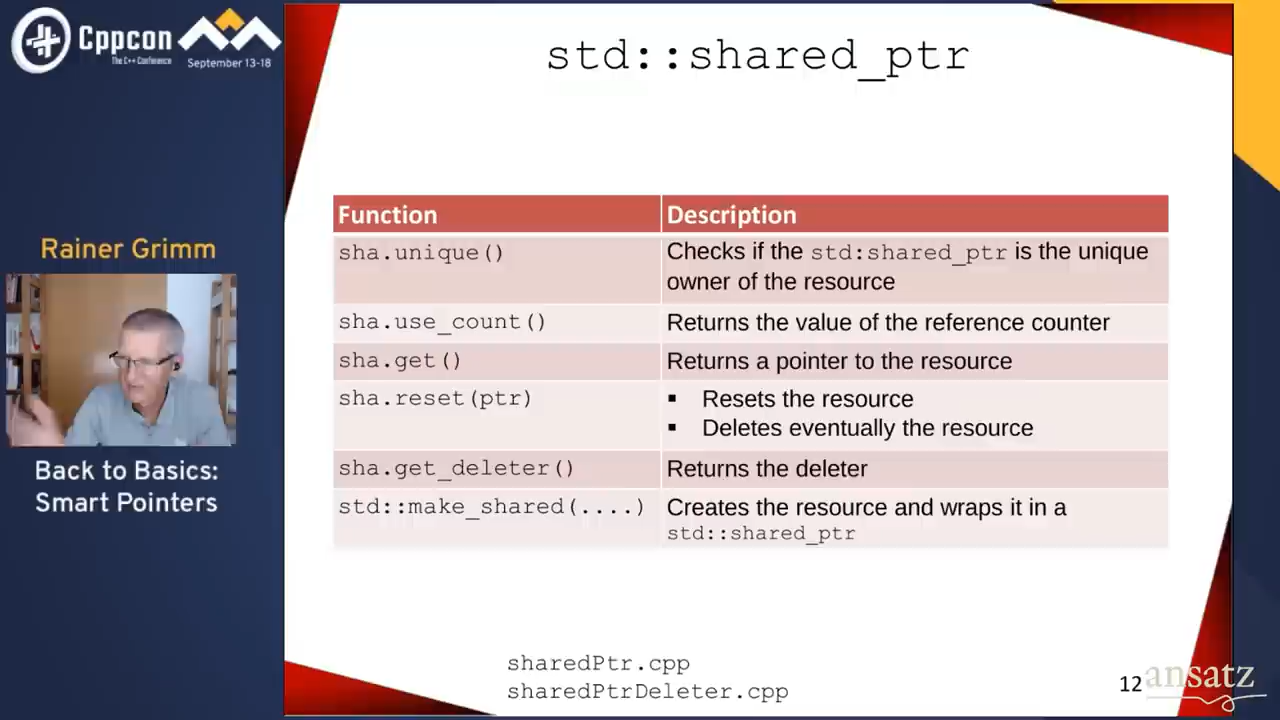 Cppcon
The C++ Conference
September 13-18
Rainer Grimm
Back to Basics:
Smart Pointers
std::shared_ptr
Function Description
sha.unique() Checks if the std:shared_ptr is the unique
owner of the resource
sha.use_count() Returns the value of the reference counter
sha.get() Returns a pointer to the resource
sha.reset(ptr) ▪ Resets the resource
▪ Deletes eventually the resource
sha.get_deleter() Returns the deleter
std::make_shared(....) Creates the resource and wraps it in a
std::shared_ptr
sharedPtr.cpp
sharedPtrDeleter.cpp
12
ansatz